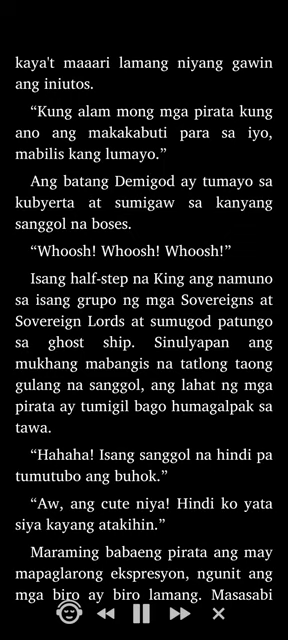 kaya't maaari lamang niyang gawin
ang iniutos.
“Kung alam mong mga pirata kung
ano ang makakabuti para sa iyo,
mabilis kang lumayo.”
Ang batang Demigod ay tumayo sa
kubyerta at sumigaw sa kanyang
sanggol na boses.
“Whoosh! Whoosh! Whoosh!”
Isang half-step na King ang namuno
sa isang grupo ng mga Sovereigns at
Sovereign Lords at sumugod patungo
sa ghost ship. Sinulyapan ang
mukhang mabangis na tatlong taong
gulang na sanggol, ang lahat ng mga
pirata ay tumigil bago humagalpak sa
tawa.
“Hahaha! Isang sanggol na hindi pa
tumutubo ang buhok.”
“Aw, ang cute niya! Hindi ko yata
siya kayang atakihin.”
Maraming babaeng pirata ang may
mapaglarong ekspresyon, ngunit ang
mga biro ay biro lamang. Masasabi